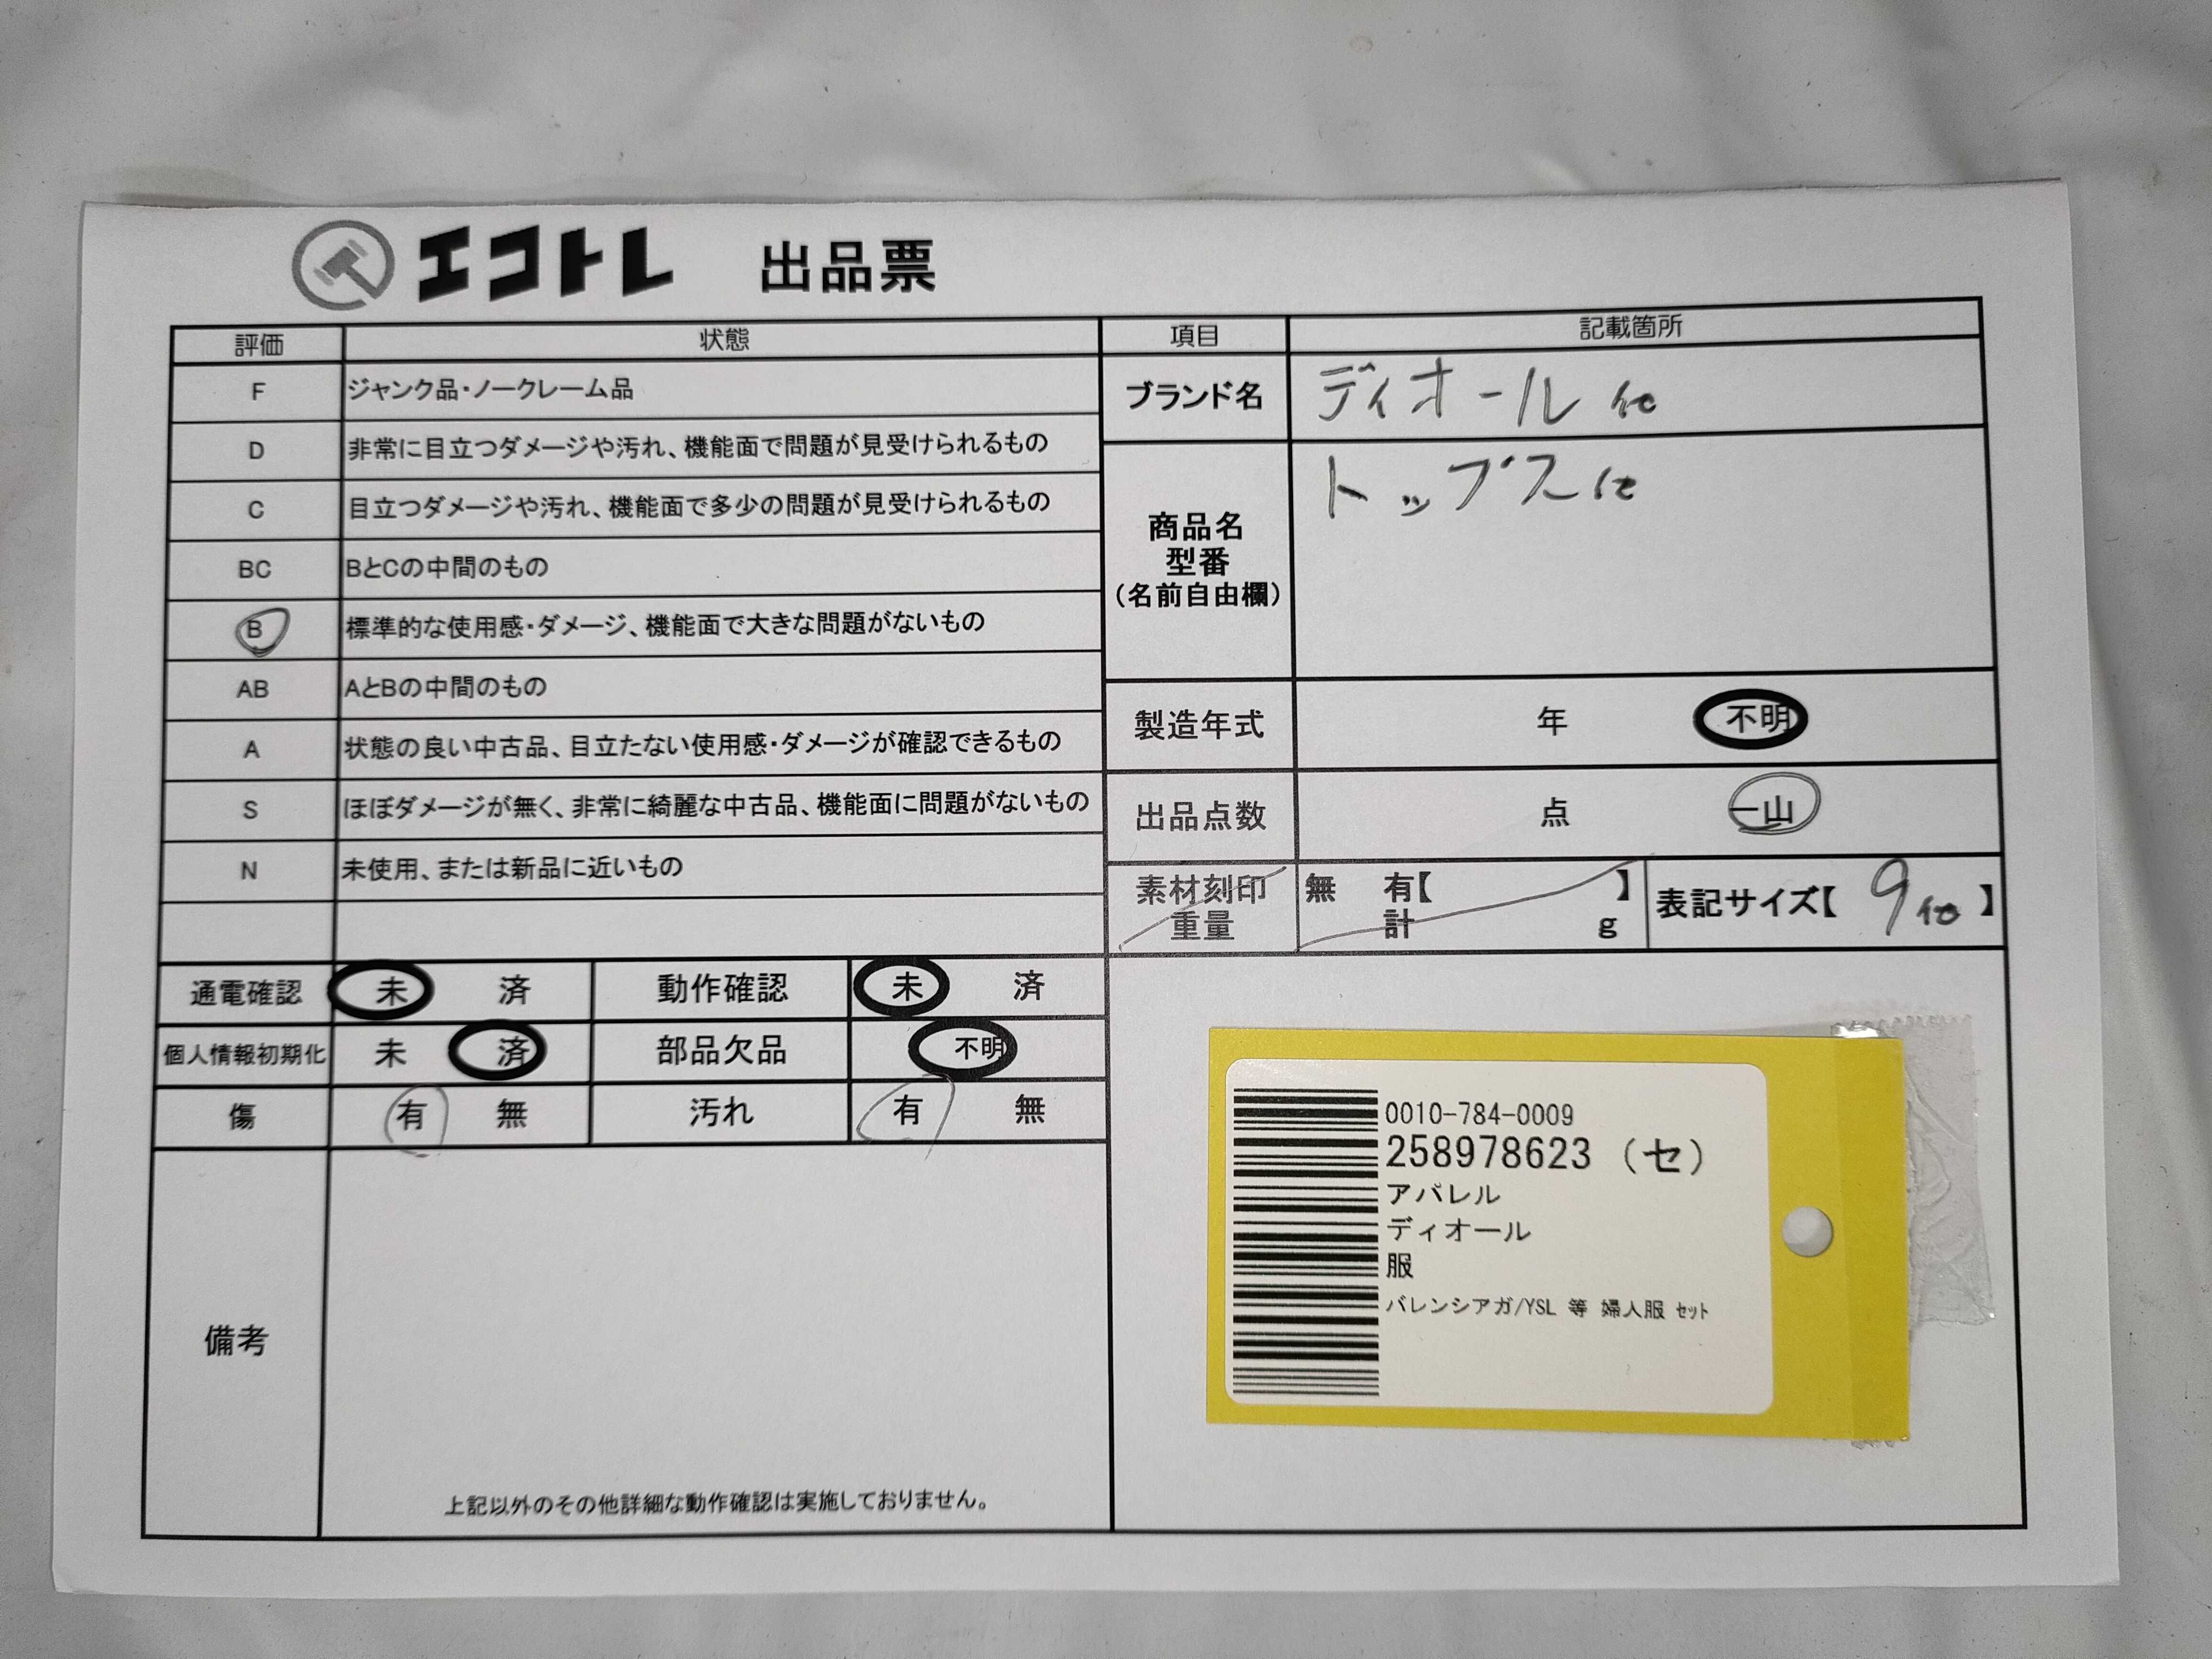 エコトレ 出品票
評価 状態
F ジャンク品・ノークレーム品
D 非常に目立つダメージや汚れ、機能面で問題が見受けられるもの
C 目立つダメージや汚れ、機能面で多少の問題が見受けられるもの
BC BとCの中間のもの
B 標準的な使用感・ダメージ、機能面で大きな問題がないもの
AB AとBの中間のもの
A 状態の良い中古品、目立たない使用感・ダメージが確認できるもの
S ほぼダメージが無く、非常に綺麗な中古品、機能面に問題がないもの
N 未使用、または新品に近いもの
通電確認 未 済 動作確認 未 済
個人情報初期化 未 済 部品欠品 不明
傷 有 無 汚れ 有 無
備考
上記以外のその他詳細な動作確認は実施しておりません。
項目 記載箇所
ブランド名 ディオール 他
商品名
型番
(名前自由欄)
トップス 他
製造年式 年 不明
出品点数 点 一山
素材刻印 無 有【 】
重量 計 g
表記サイズ【 9 他 】
0010-784-0009
258978623 (セ)
アパレル
ディオール
服
バレンシアガ/YSL 等 婦人服 セット